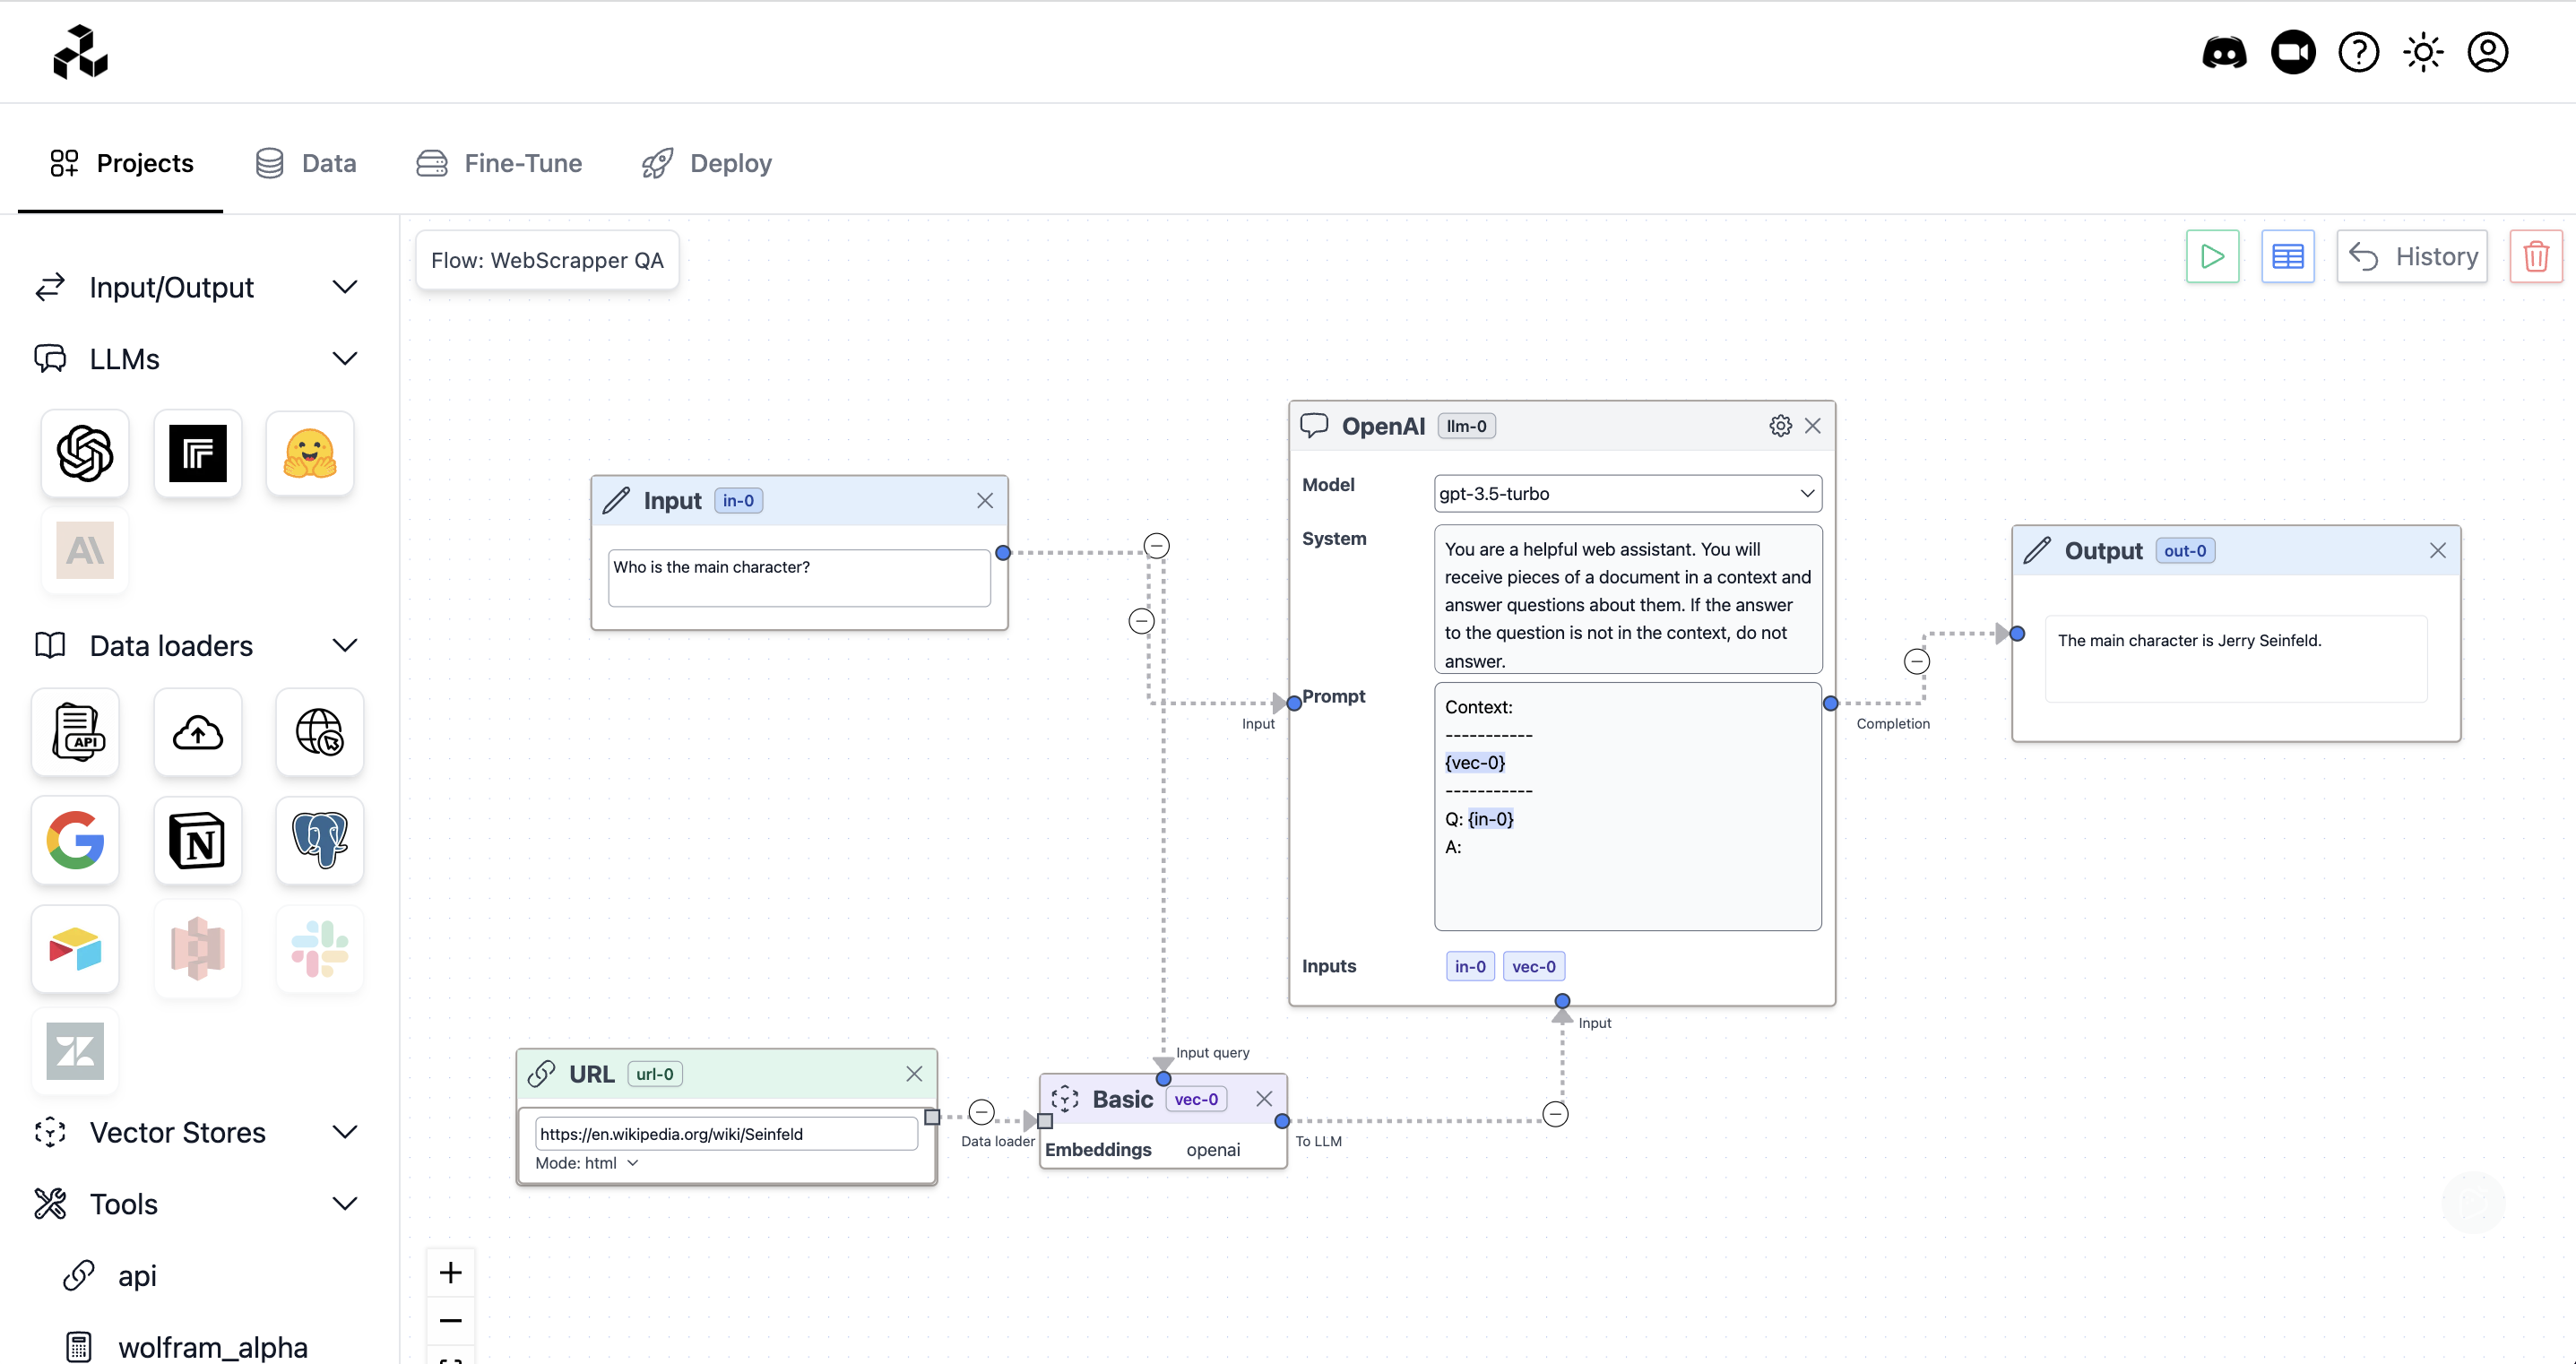 Projects
Data
Fine-Tune
Deploy
Input/Output
LLMs
Data loaders
API
Vector Stores
Tools
api
wolfram_alpha
Flow: WebScrapper QA
History
Input in-0
Who is the main character?
URL url-0
https://en.wikipedia.org/wiki/Seinfeld
Mode: html
Data loader
Input query
Basic vec-0
Embeddings openai
To LLM
Input
OpenAI llm-0
Model
gpt-3.5-turbo
System
You are a helpful web assistant. You will
receive pieces of a document in a context and
answer questions about them. If the answer
to the question is not in the context, do not
answer.
Prompt
Context:
-----------
{vec-0}
-----------
Q: {in-0}
A:
Inputs
in-0 vec-0
Input
Completion
Output out-0
The main character is Jerry Seinfeld.